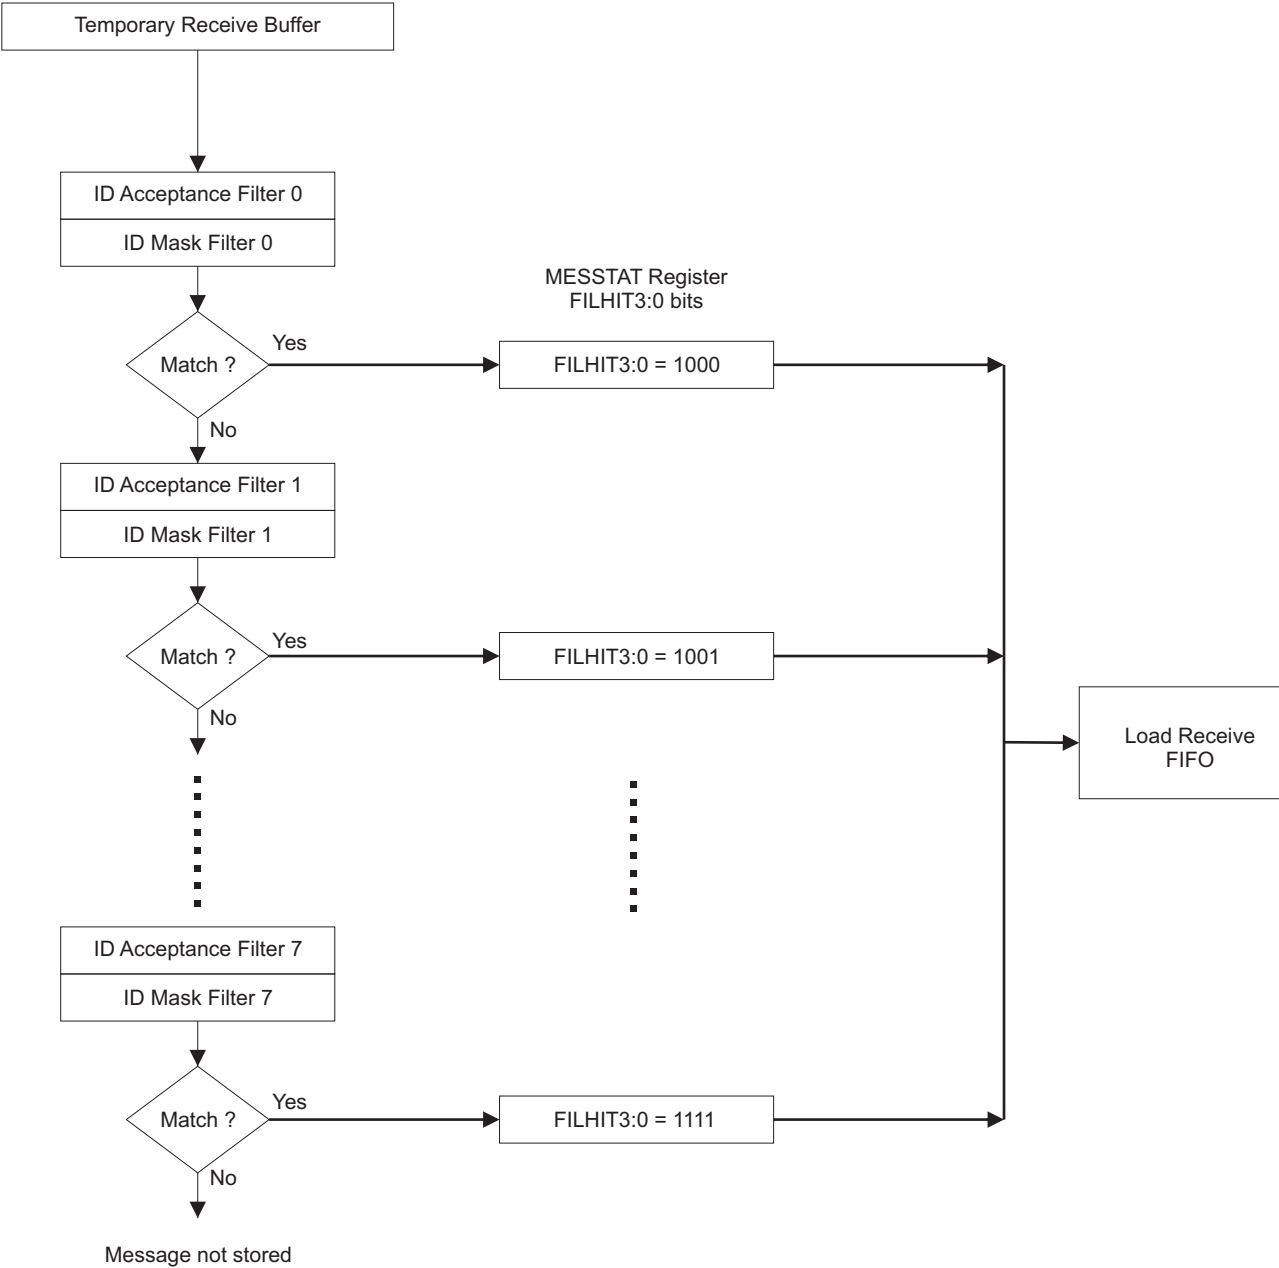 Temporary Receive Buffer
ID Acceptance Filter 0
ID Mask Filter 0
MESSTAT Register
FILHIT3:0 bits
Match ?
Yes
FILHIT3:0 = 1000
No
ID Acceptance Filter 1
ID Mask Filter 1
Match ?
Yes
FILHIT3:0 = 1001
No
Load Receive
FIFO
ID Acceptance Filter 7
ID Mask Filter 7
Match ?
Yes
FILHIT3:0 = 1111
No
Message not stored